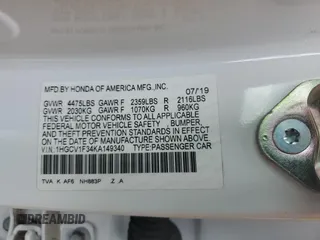 MFD.BY HONDA OF AMERICA MFG.,INC. 07/19
GVWR 4475LBS GAWR F 2359LBS R 2116LBS
GVWR 2030KG GAWR F 1070KG R 960KG
THIS VEHICLE CONFORMS TO ALL APPLICABLE
FEDERAL MOTOR VEHICLE SAFETY, BUMPER,
AND THEFT PREVENTION STANDARDS IN EFFECT
ON THE DATE OF MANUFACTURE SHOWN ABOVE.
V.I.N.: 1HGCV1F34KA149340 TYPE:PASSENGER CAR
TVA K AF5 NH883P Z A
DREAMBID